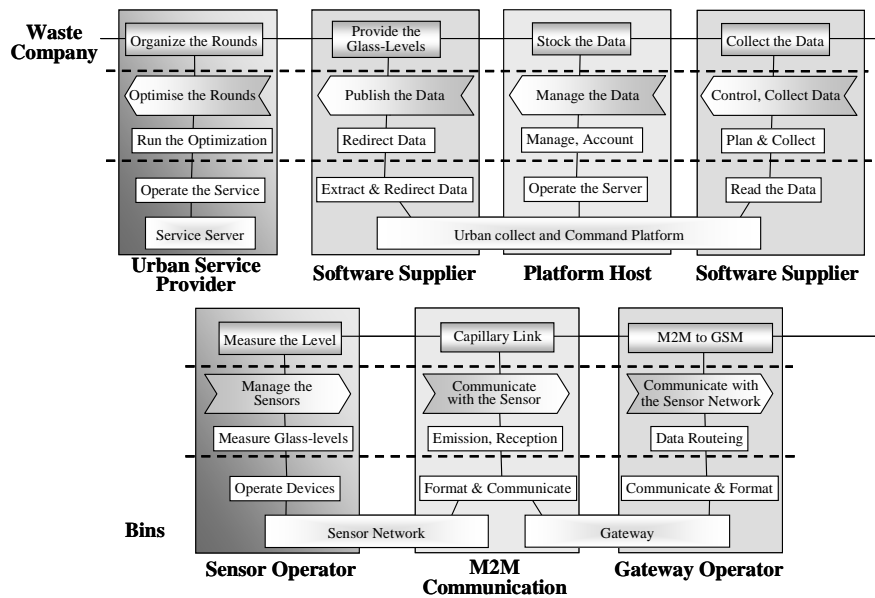 Waste
Company
Organize the Rounds
Provide the
Glass-Levels
Stock the Data
Collect the Data
Optimise the Rounds
Publish the Data
Manage the Data
Control, Collect Data
Run the Optimization
Redirect Data
Manage, Account
Plan & Collect
Operate the Service
Extract & Redirect Data
Operate the Server
Read the Data
Service Server
Urban collect and Command Platform
Urban Service
Provider
Software Supplier
Platform Host
Software Supplier
Measure the Level
Capillary Link
M2M to GSM
Manage the
Sensors
Communicate
with the Sensor
Communicate with
the Sensor Network
Measure Glass-levels
Emission, Reception
Data Routeing
Operate Devices
Format & Communicate
Communicate & Format
Bins
Sensor Network
Gateway
Sensor Operator
M2M
Communication
Gateway Operator